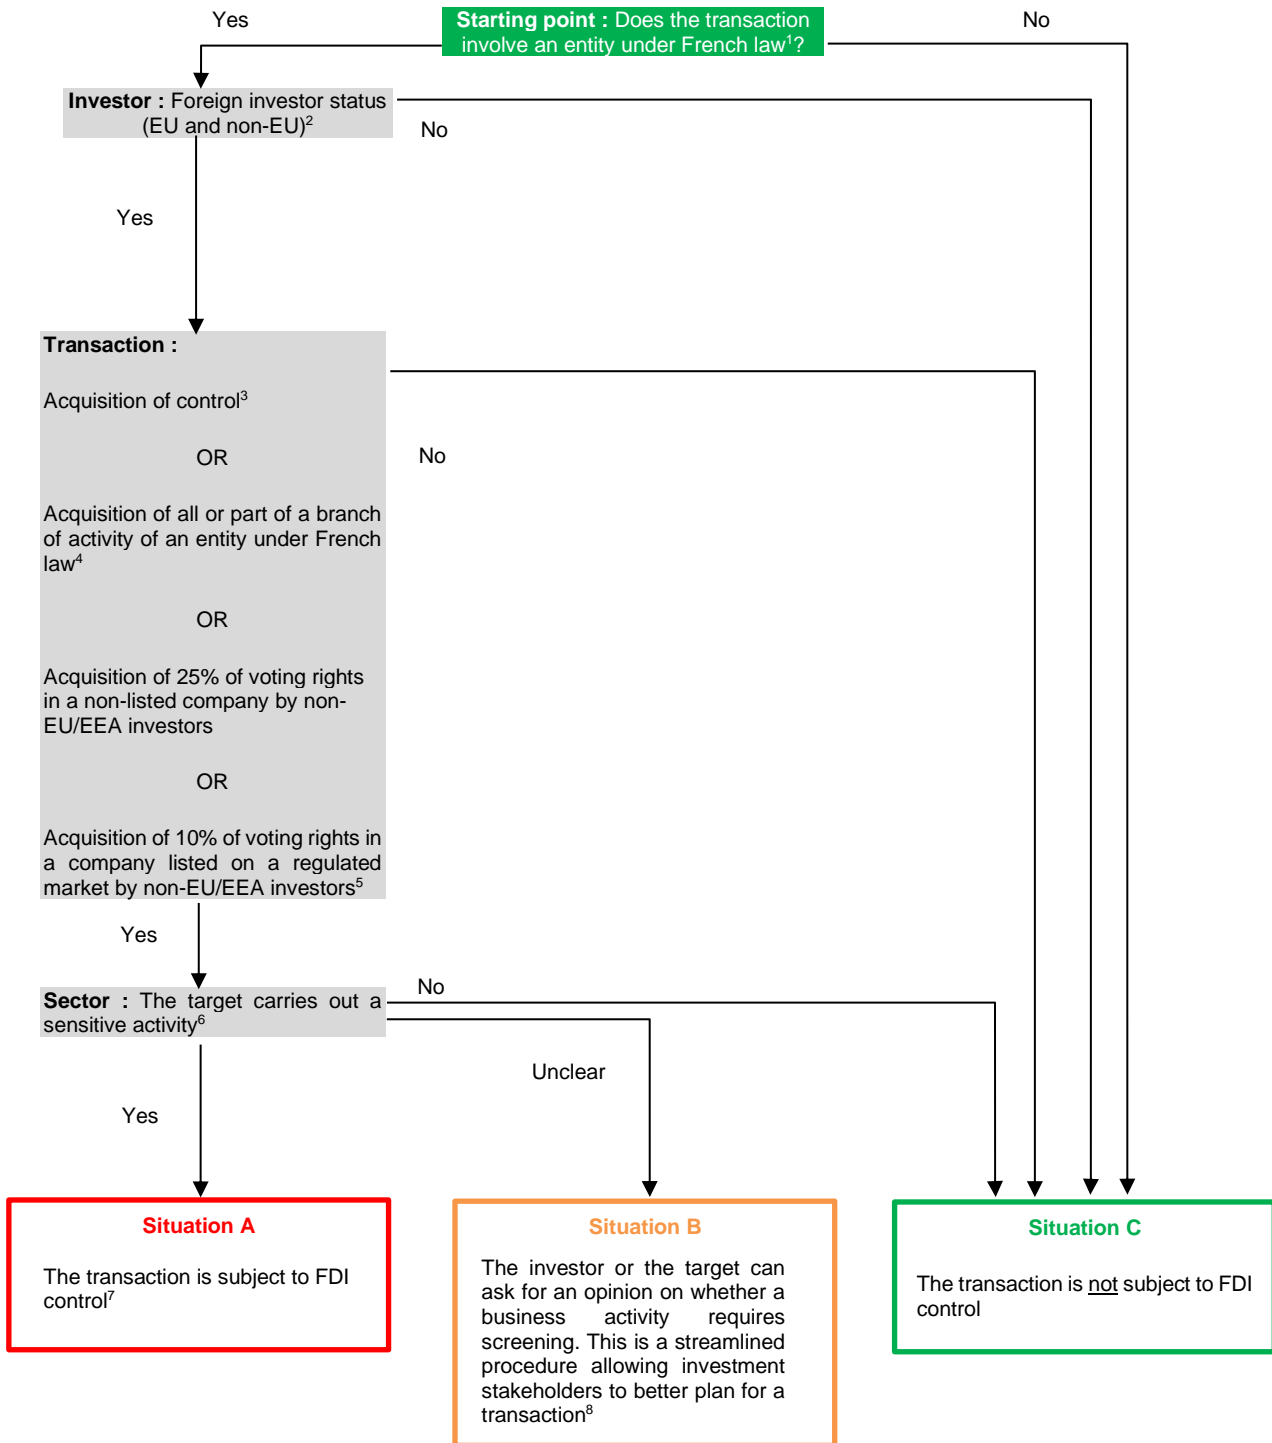 Yes
Starting point : Does the transaction
involve an entity under French law¹?
No
Investor : Foreign investor status
(EU and non-EU)²
No
Yes
Transaction :
Acquisition of control³
OR
No
Acquisition of all or part of a branch
of activity of an entity under French
law⁴
OR
Acquisition of 25% of voting rights
in a non-listed company by non-
EU/EEA investors
OR
Acquisition of 10% of voting rights in
a company listed on a regulated
market by non-EU/EEA investors⁵
Yes
Sector : The target carries out a
sensitive activity⁶
No
Unclear
Yes
Situation A
The transaction is subject to FDI
control⁷
Situation B
The investor or the target can
ask for an opinion on whether a
business activity requires
screening. This is a streamlined
procedure allowing investment
stakeholders to better plan for a
transaction⁸
Situation C
The transaction is not subject to FDI
control